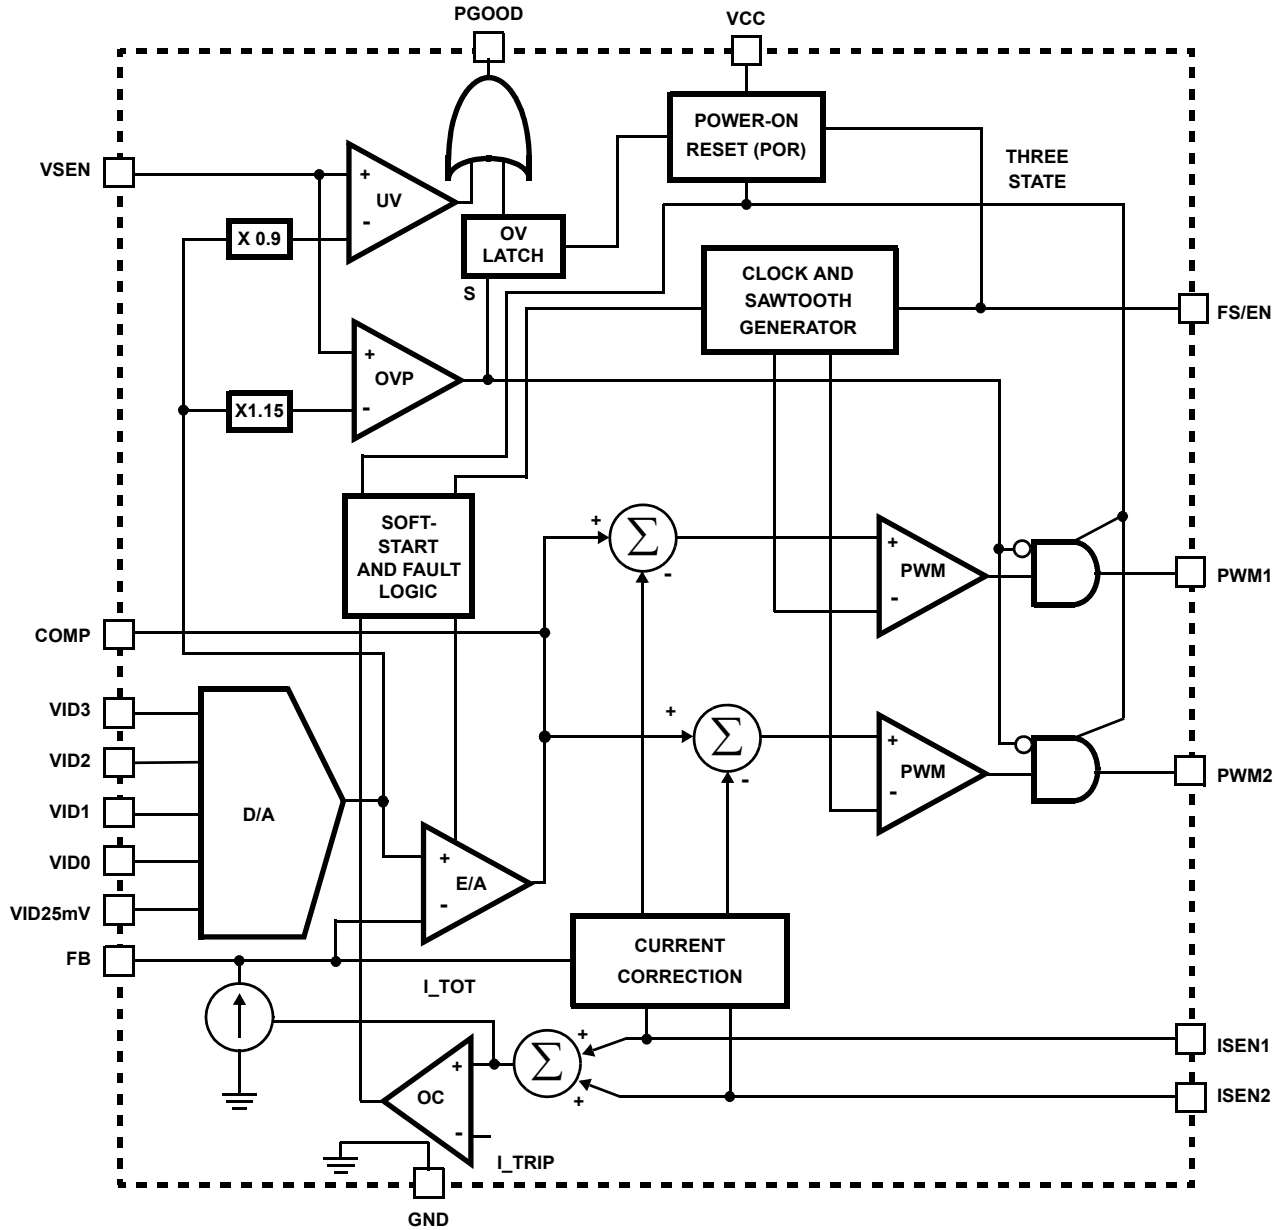 PGOOD
VCC
POWER-ON
RESET (POR)
THREE
STATE
VSEN
+
UV
-
X 0.9
OV
LATCH
S
CLOCK AND
SAWTOOTH
GENERATOR
FS/EN
+
OVP
-
X1.15
SOFT-
START
AND FAULT
LOGIC
+
Σ
-
+
PWM
-
PWM1
COMP
VID3
VID2
VID1
VID0
VID25mV
D/A
+
Σ
-
+
PWM
-
PWM2
+
E/A
-
FB
CURRENT
CORRECTION
I_TOT
+
Σ
+
ISEN1
ISEN2
+
OC
-
I_TRIP
GND